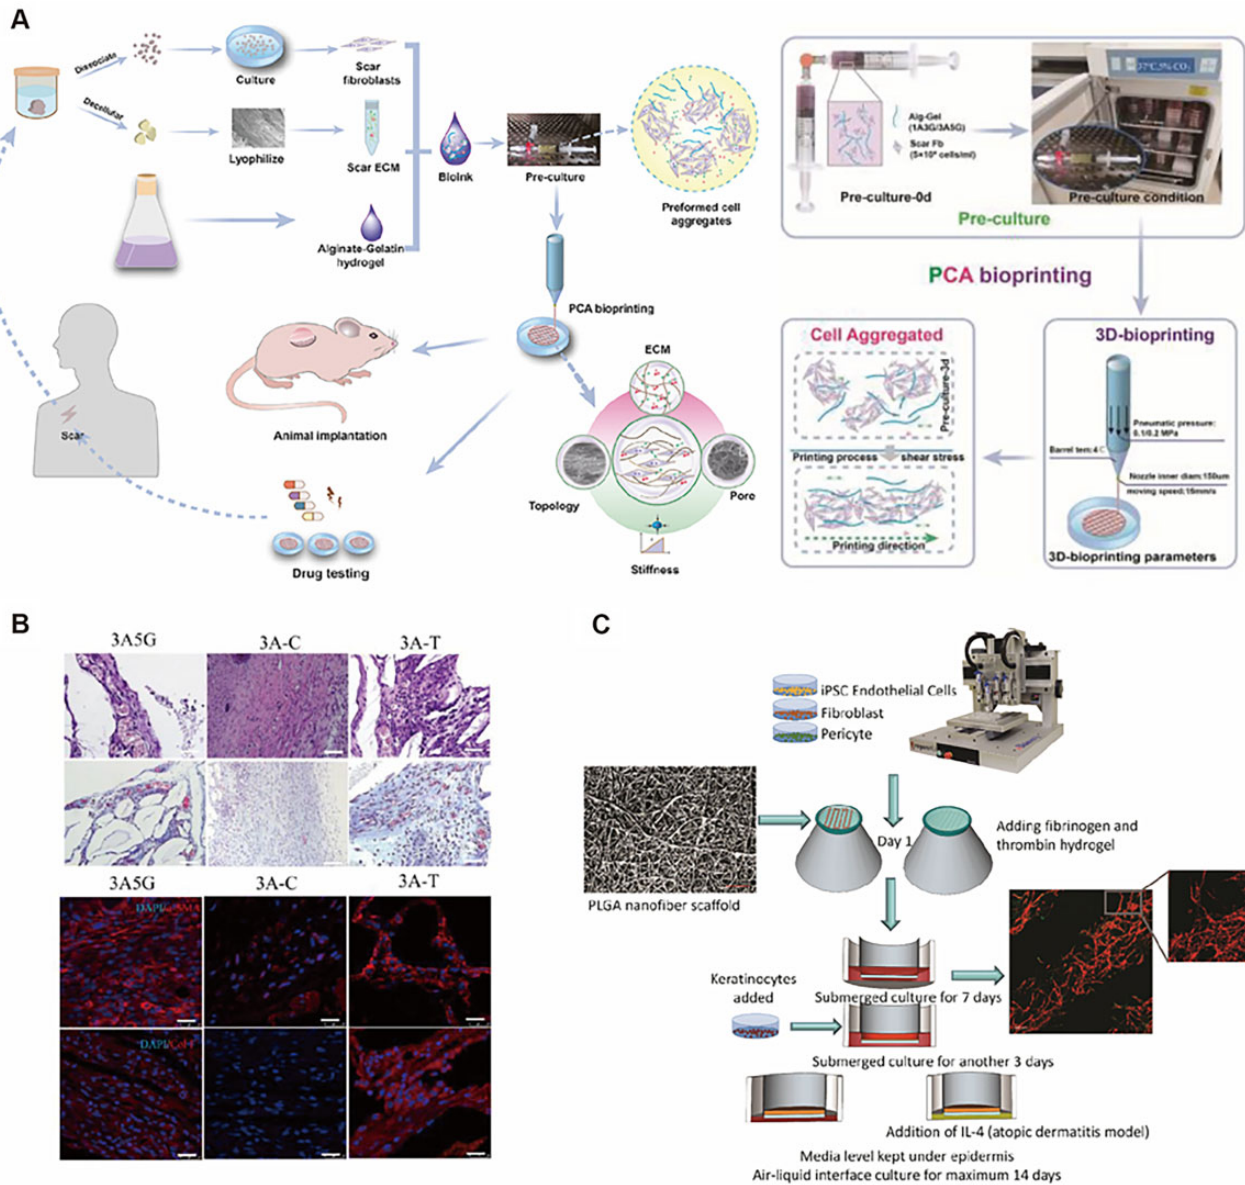 A
Dissociate
Decellular
Culture
Scar
fibroblasts
Lyophilize
Scar ECM
Alginate-Gelatin
hydrogel
BioInk
Pre-culture
Preformed cell
aggregates
PCA bioprinting
Animal implantation
Scar
Drug testing
ECM
Topology
Pore
Stiffness
Alg-Gel
(1A3G/3A5G)
Scar Fb
Pre-culture-0d
37°C,5%CO₂
Pre-culture condition
Pre-culture
PCA bioprinting
Cell Aggregated
Pre-culture-3d
Printing process
shear stress
Printing direction
3D-bioprinting
Pneumatic pressure:
0.1/0.2 MPa
Barrel tem:4℃
Nozzle inner diam:150um
moving speed:15mm/s
3D-bioprinting parameters
B
3A5G
3A-C
3A-T
3A5G
3A-C
3A-T
DAPI/
DAPI/Col-I
C
iPSC Endothelial Cells
Fibroblast
Pericyte
PLGA nanofiber scaffold
Day 1
Adding fibrinogen and
thrombin hydrogel
Submerged culture for 7 days
Keratinocytes
added
Submerged culture for another 3 days
Addition of IL-4 (atopic dermatitis model)
Media level kept under epidermis
Air-liquid interface culture for maximum 14 days